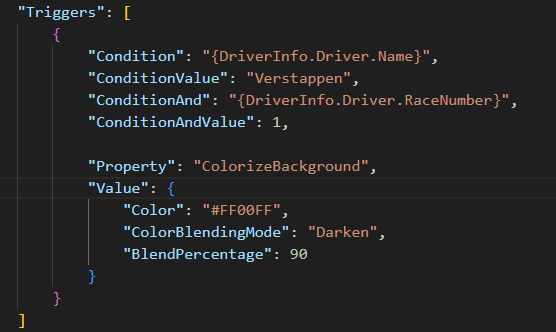 "Triggers": [
{
"Condition": "{DriverInfo.Driver.Name}",
"ConditionValue": "Verstappen",
"ConditionAnd": "{DriverInfo.Driver.RaceNumber}",
"ConditionAndValue": 1,
"Property": "ColorizeBackground",
"Value": {
"Color": "#FF00FF",
"ColorBlendingMode": "Darken",
"BlendPercentage": 90
}
}
]